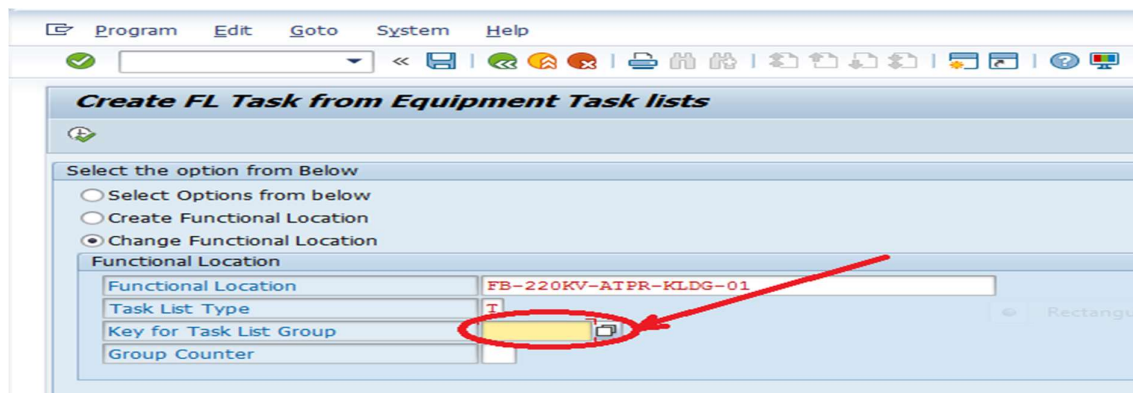 Program Edit Goto System Help
Create FL Task from Equipment Task lists
Select the option from Below
Select Options from below
Create Functional Location
Change Functional Location
Functional Location
Functional Location FB-220KV-ATPR-KLDG-01
Task List Type T
Key for Task List Group
Group Counter